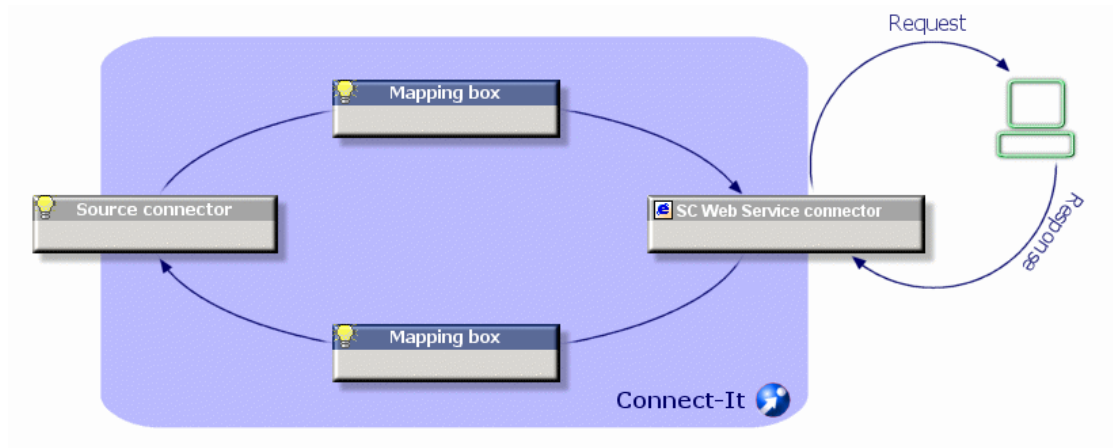 Request
Mapping box
Source connector
SC Web Service connector
Response
Mapping box
Connect-It